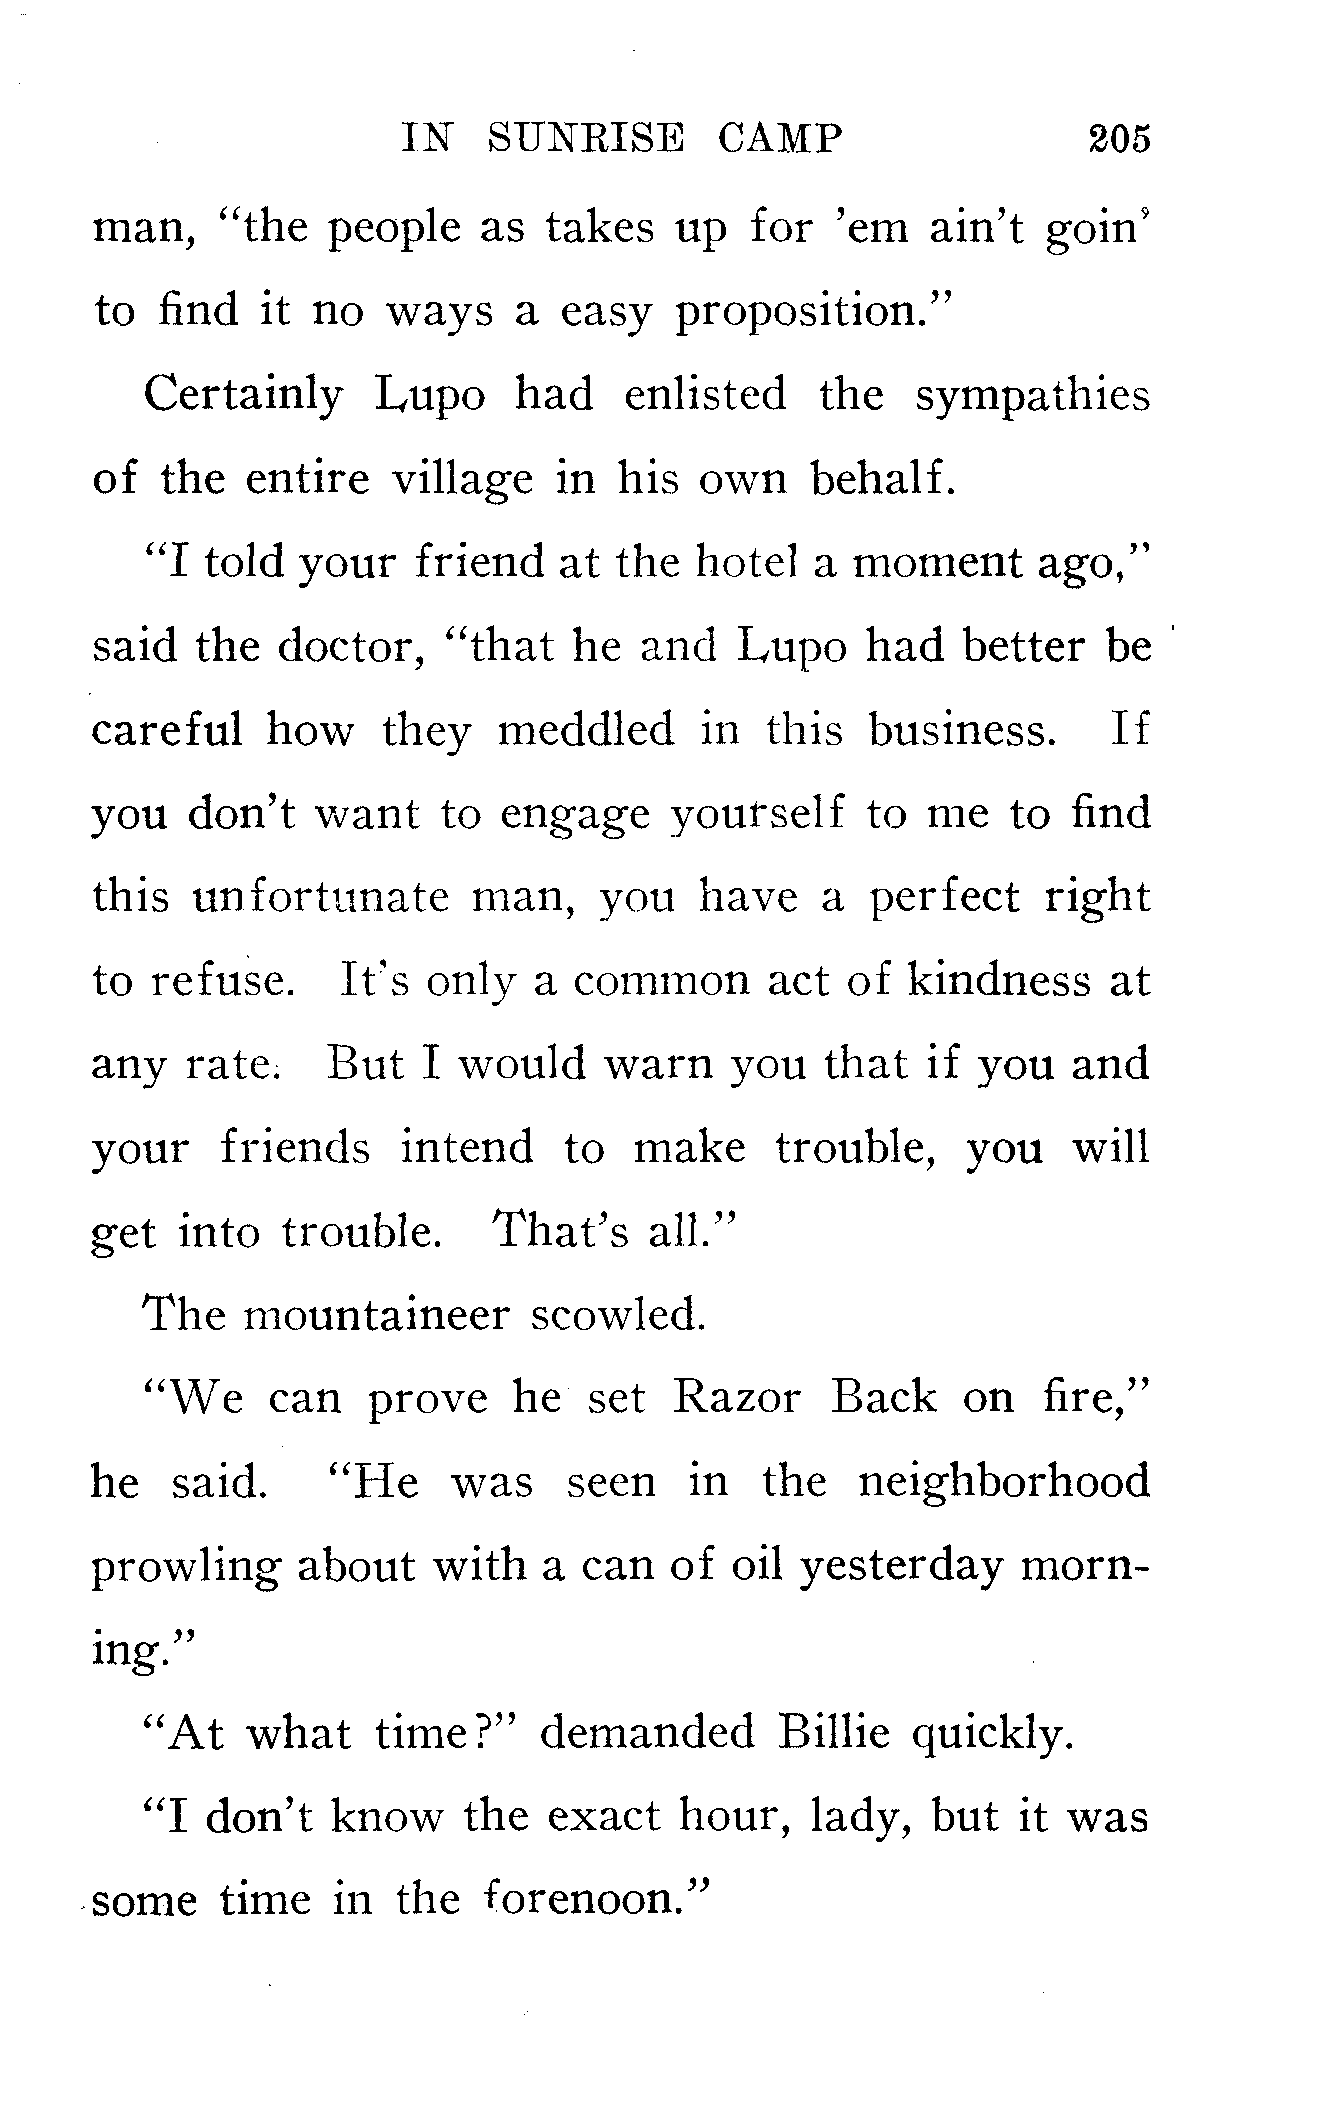 IN SUNRISE CAMP 205
man, “the people as takes up for ’em ain’t goin’
to find it no ways a easy proposition.”
Certainly Lupo had enlisted the sympathies
of the entire village in his own behalf.
“I told your friend at the hotel a moment ago,”
said the doctor, “that he and Lupo had better be
careful how they meddled in this business. If
you don’t want to engage yourself to me to find
this unfortunate man, you have a perfect right
to refuse. It’s only a common act of kindness at
any rate. But I would warn you that if you and
your friends intend to make trouble, you will
get into trouble. That’s all.”
The mountaineer scowled.
“We can prove he set Razor Back on fire,”
he said. “He was seen in the neighborhood
prowling about with a can of oil yesterday morn-
ing.”
“At what time?” demanded Billie quickly.
“I don’t know the exact hour, lady, but it was
some time in the forenoon.”